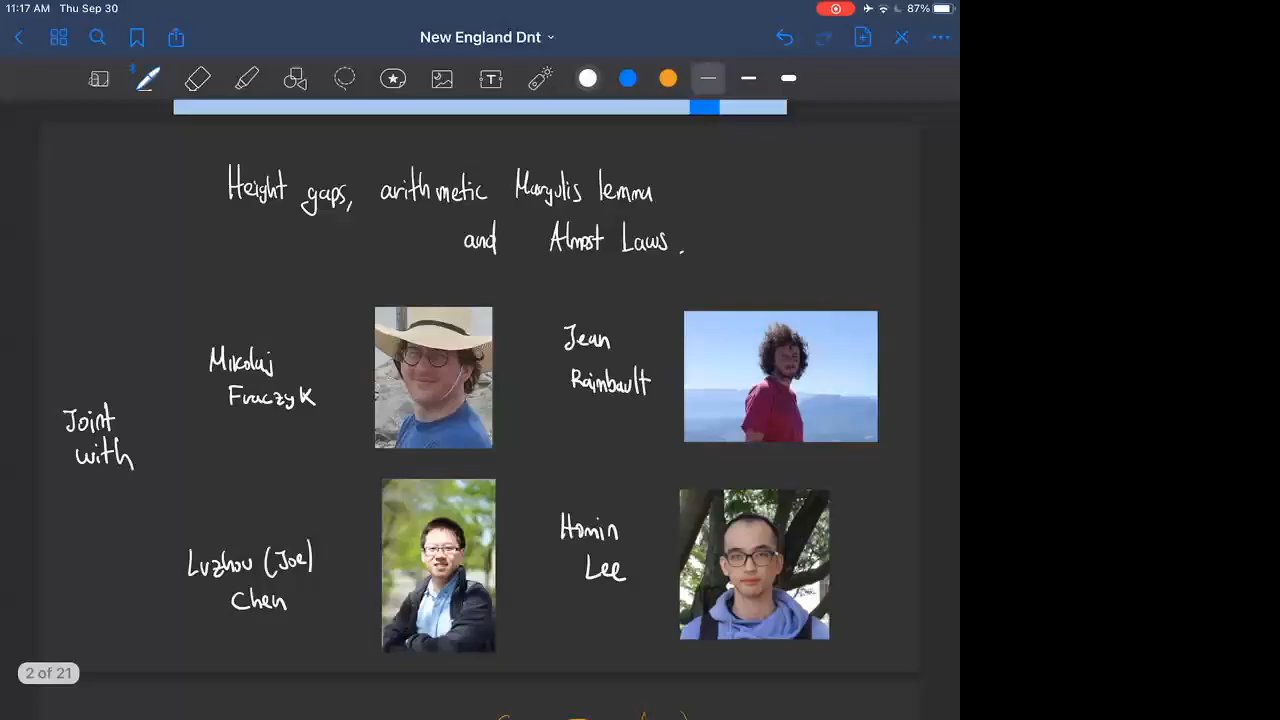 11:17 AM Thu Sep 30
87%
New England Dnt
Height gaps, arithmetic Margulis lemma
and Almost Laws.
Joint
with
Mikolaj
Fraczyk
Jean
Raimbault
Lvzhou (Joe)
Chen
Homin
Lee
2 of 21